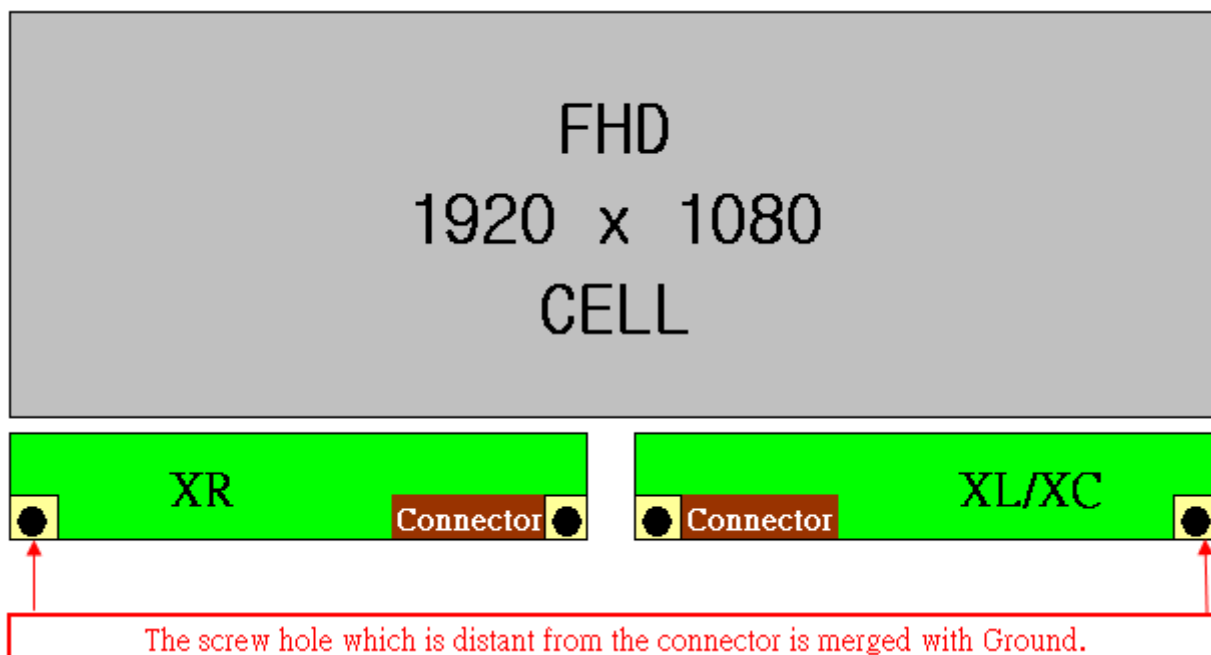 FHD
1920 x 1080
CELL
XR
XL/XC
Connector
Connector
The screw hole which is distant from the connector is merged with Ground.